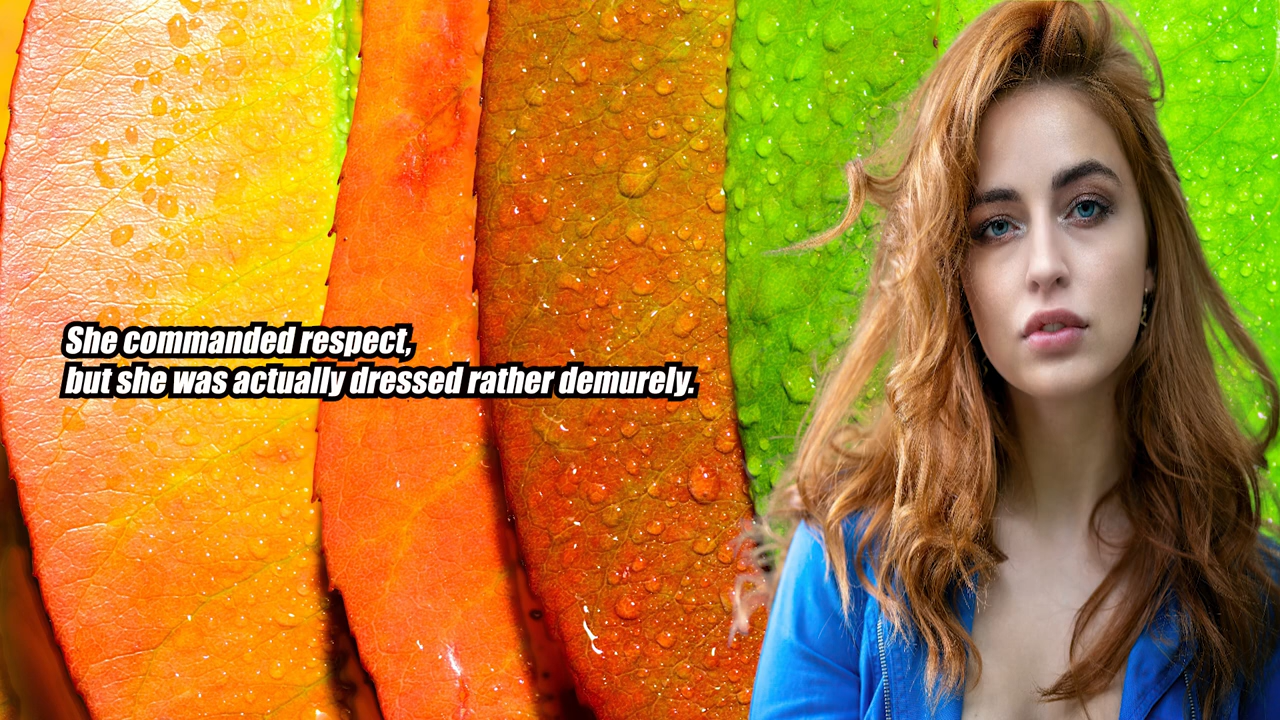 She commanded respect,
but she was actually dressed rather demurely.